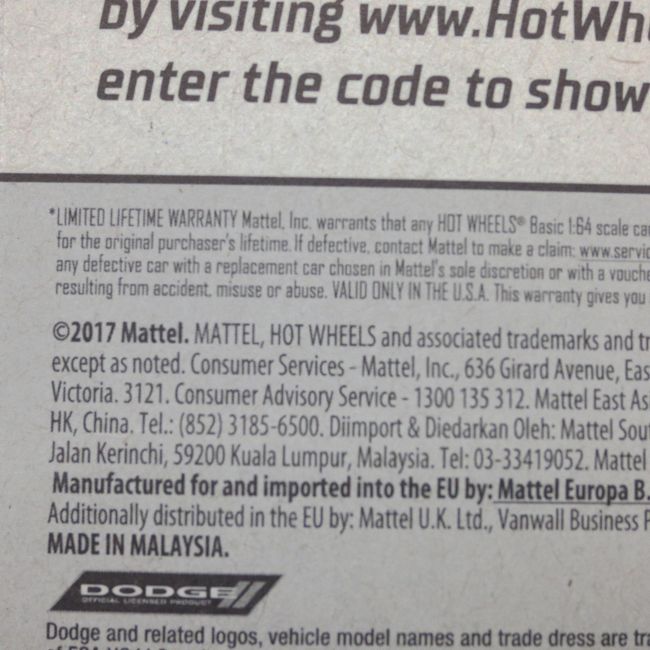 by visiting www.HotWh
enter the code to show
*LIMITED LIFETIME WARRANTY Mattel, Inc. warrants that any HOT WHEELS® Basic 1:64 scale ca
for the original purchaser's lifetime. If defective, contact Mattel to make a claim: www.servic
any defective car with a replacement car chosen in Mattel's sole discretion or with a vouche
resulting from accident, misuse or abuse. VALID ONLY IN THE U.S.A. This warranty gives you
©2017 Mattel. MATTEL, HOT WHEELS and associated trademarks and tr
except as noted. Consumer Services - Mattel, Inc., 636 Girard Avenue, Eas
Victoria. 3121. Consumer Advisory Service - 1300 135 312. Mattel East As
HK, China. Tel.: (852) 3185-6500. Diimport & Diedarkan Oleh: Mattel Sou
Jalan Kerinchi, 59200 Kuala Lumpur, Malaysia. Tel: 03-33419052. Mattel
Manufactured for and imported into the EU by: Mattel Europa B.
Additionally distributed in the EU by: Mattel U.K. Ltd., Vanwall Business P
MADE IN MALAYSIA.
DODGE
OFFICIAL LICENSED PRODUCT
Dodge and related logos, vehicle model names and trade dress are tra